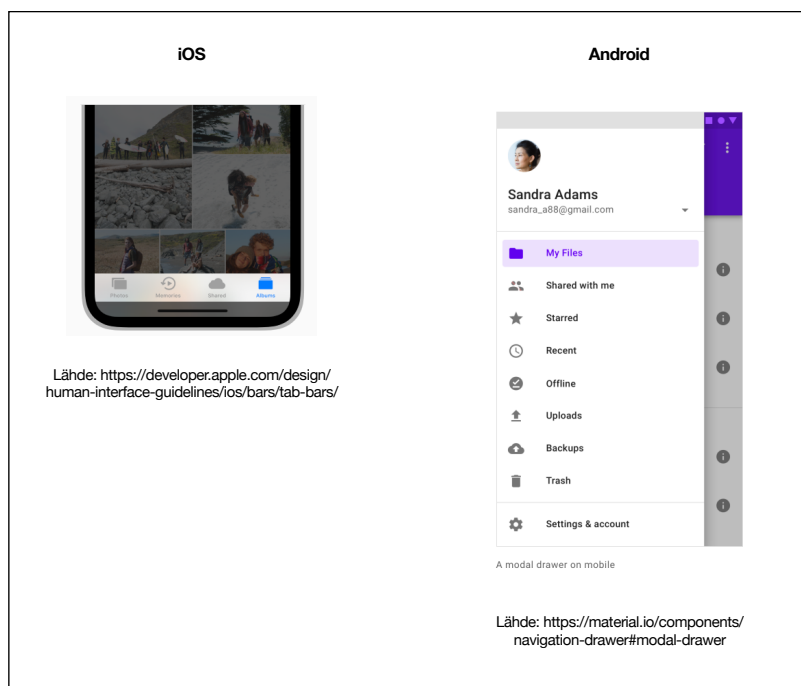 iOS
Android
Photos
Memories
Shared
Albums
Lähde: https://developer.apple.com/design/
human-interface-guidelines/ios/bars/tab-bars/
Sandra Adams
sandra_a88@gmail.com
My Files
Shared with me
Starred
Recent
Offline
Uploads
Backups
Trash
Settings & account
A modal drawer on mobile
Lähde: https://material.io/components/
navigation-drawer#modal-drawer